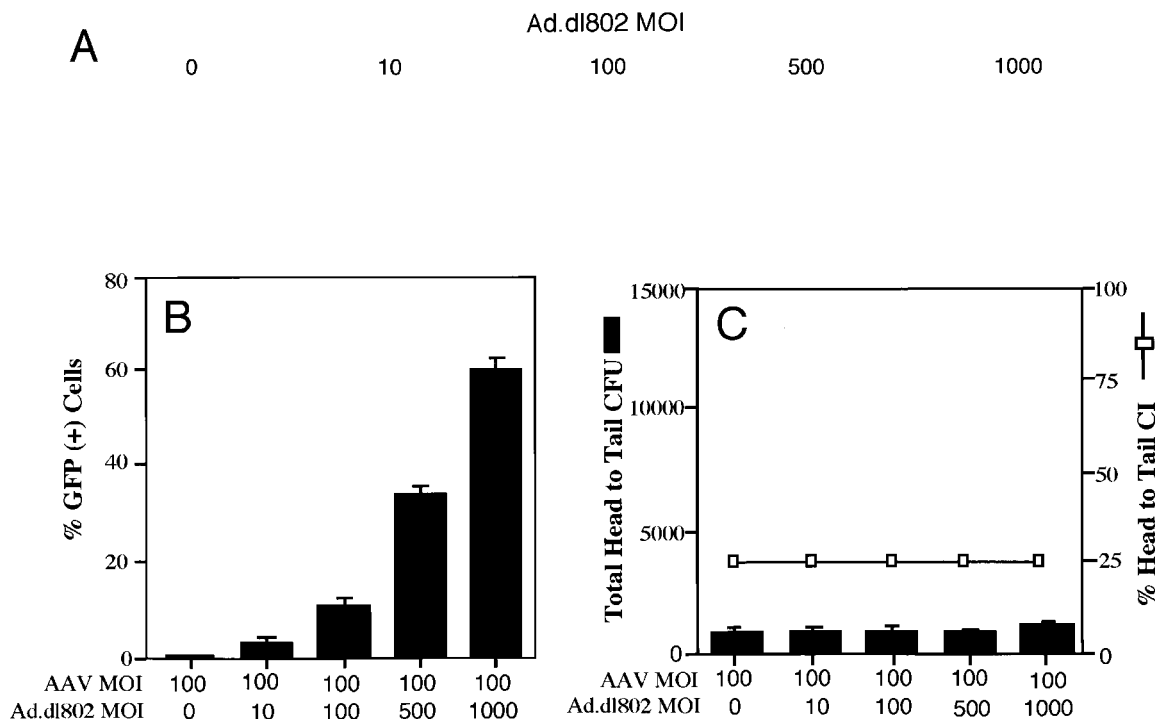 A
Ad.dl802 MOI
0 10 100 500 1000
B
% GFP (+) Cells
80
60
40
20
0
AAV MOI 100 100 100 100 100
Ad.dl802 MOI 0 10 100 500 1000
C
Total Head to Tail CFU
15000
10000
5000
0
100
75
50
25
0
% Head to Tail CI
AAV MOI 100 100 100 100 100
Ad.dl802 MOI 0 10 100 500 1000